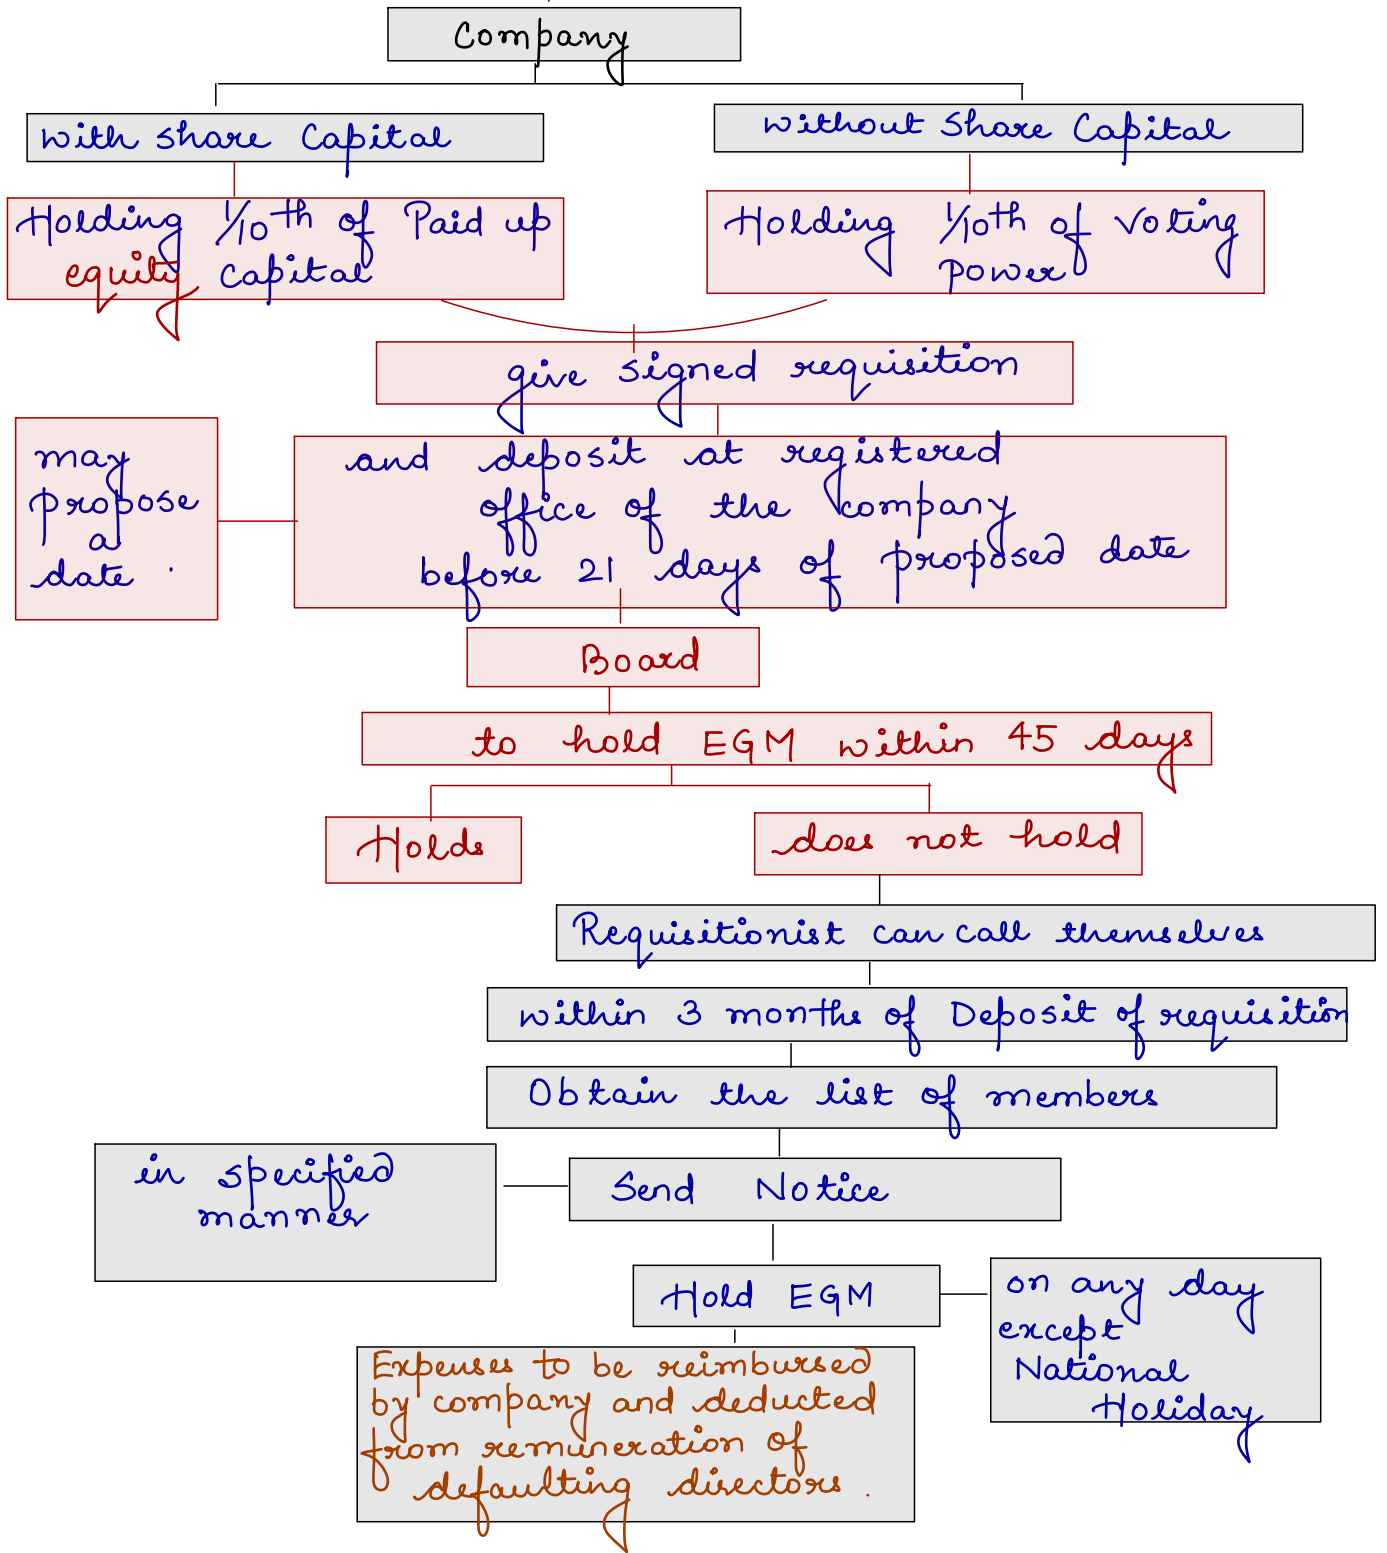 Company
with share Capital
without Share Capital
Holding 1/10th of Paid up
equity capital
Holding 1/10th of voting
power
give signed requisition
may
propose
a
date.
and deposit at registered
office of the company
before 21 days of proposed date
Board
to hold EGM within 45 days
Holds
does not hold
Requisitionist can call themselves
within 3 months of Deposit of requisition
Obtain the list of members
in specified
manner
Send Notice
Hold EGM
on any day
except
National
Holiday
Expenses to be reimbursed
by company and deducted
from remuneration of
defaulting directors.